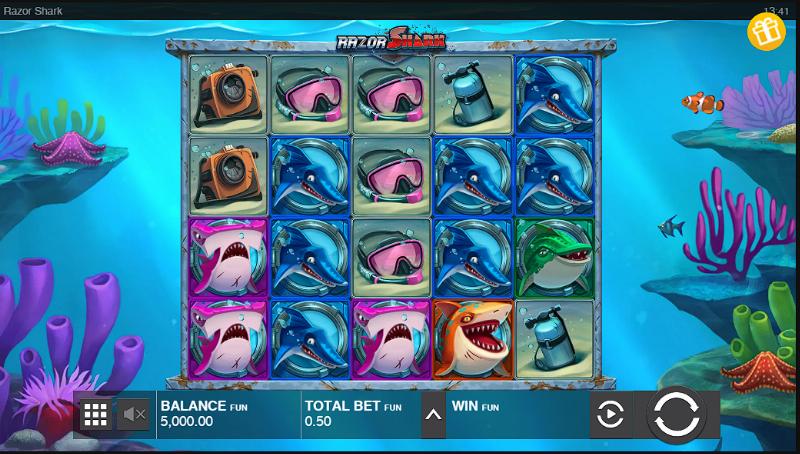 Razor Shark
13:41
RAZOR SHARK
BALANCE FUN
5,000.00
TOTAL BET FUN
0.50
WIN FUN